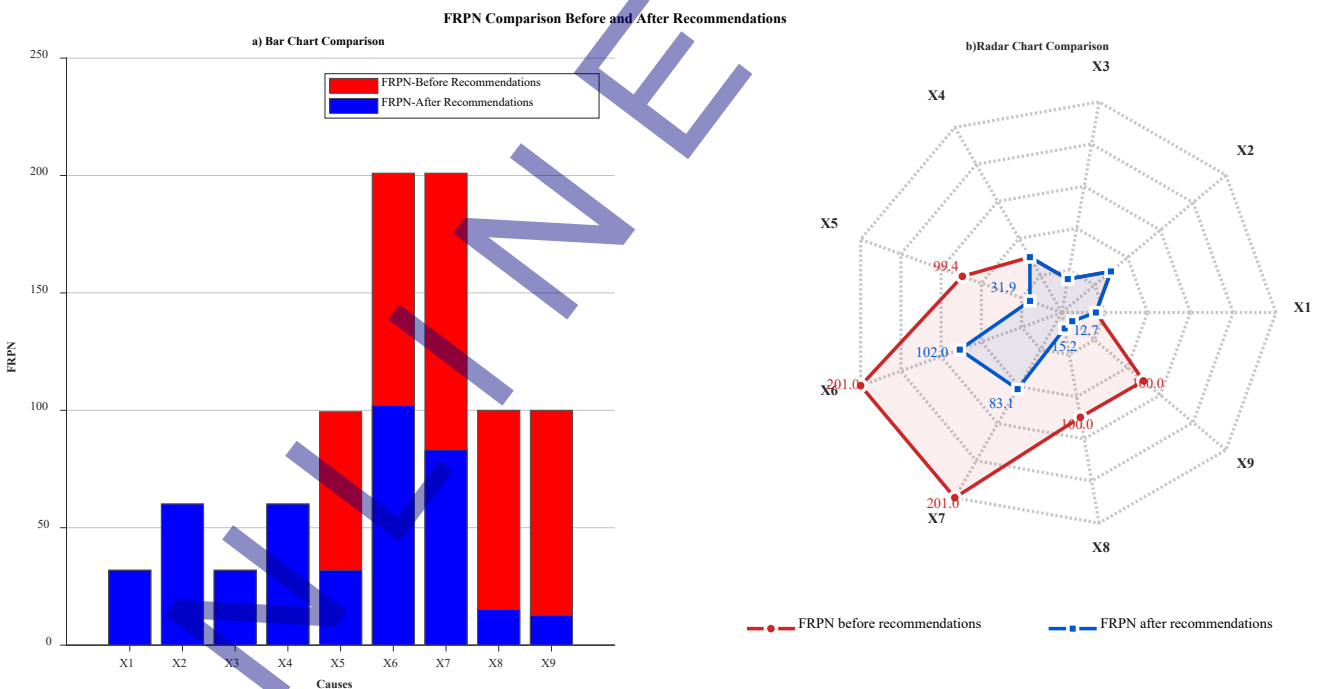 FRPN Comparison Before and After Recommendations
a) Bar Chart Comparison
250
200
150
100
50
0
FRPN
FRPN-Before Recommendations
FRPN-After Recommendations
X1 X2 X3 X4 X5 X6 X7 X8 X9
Causes
b)Radar Chart Comparison
X3
X4
X2
X5
99.4
31.9
X1
12.7
15.2
102.0
201.0
X6
100.0
83.1
100.0
X9
201.0
X7
X8
FRPN before recommendations
FRPN after recommendations